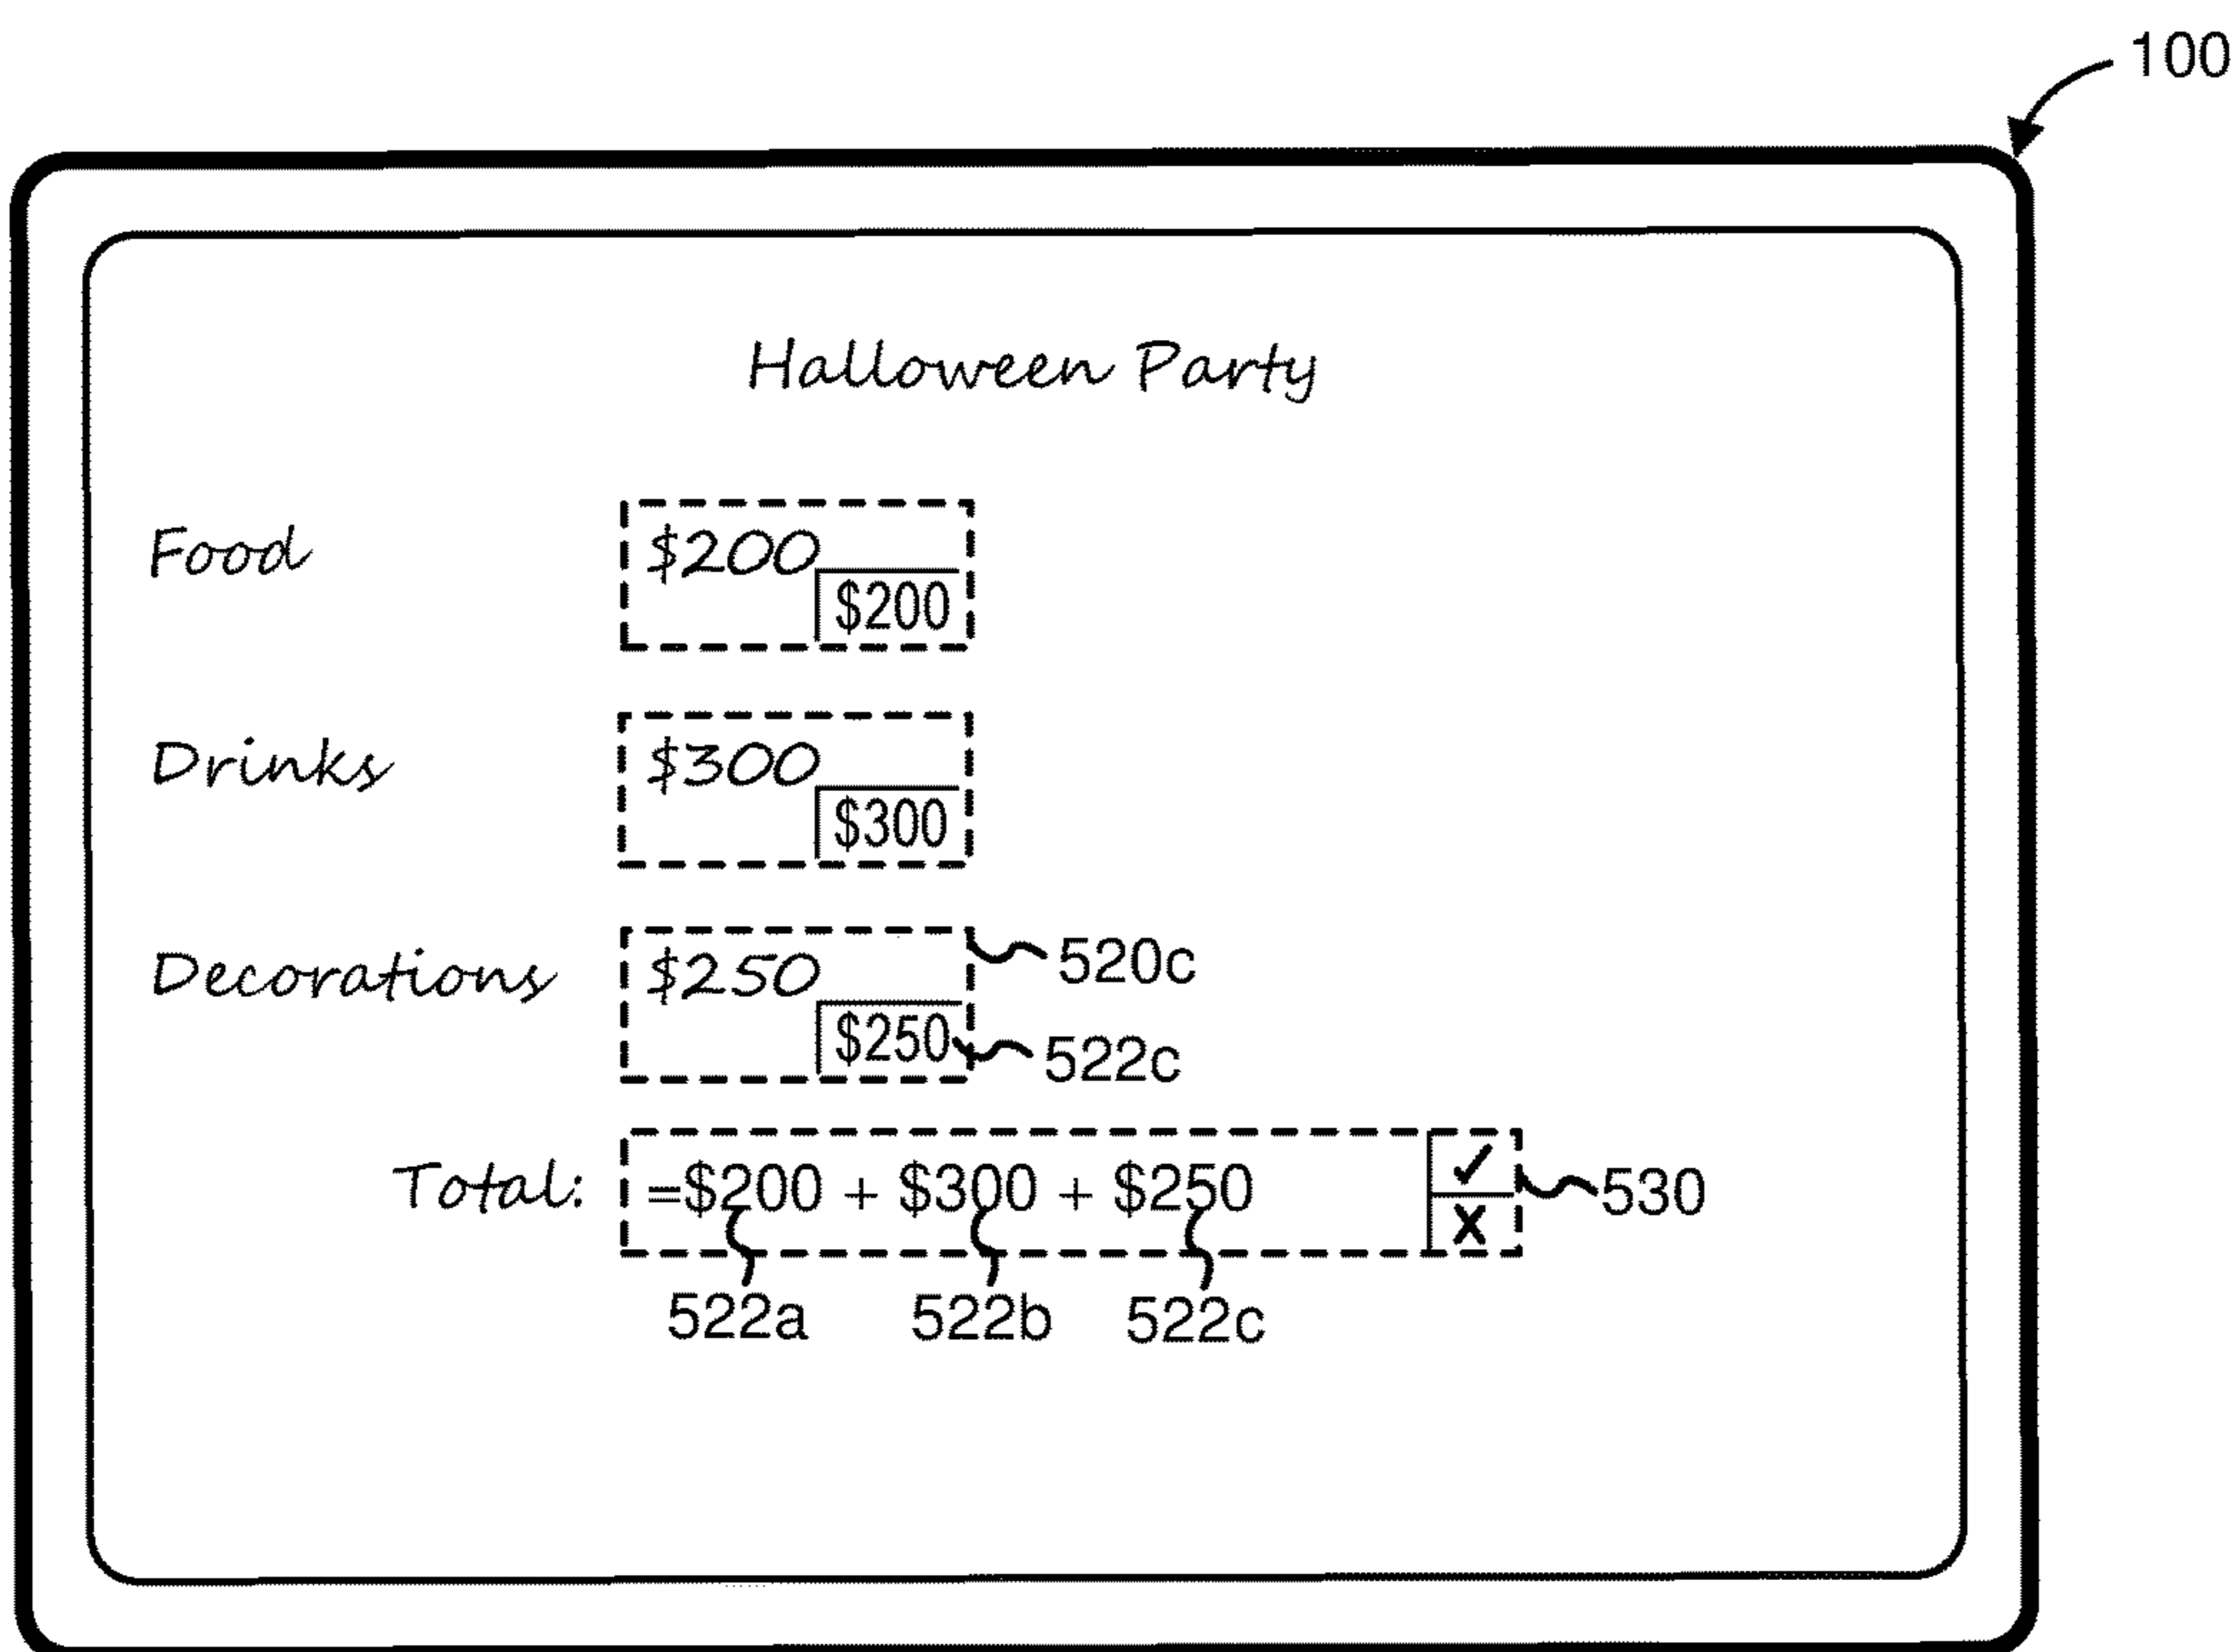 100
Halloween Party
Food $200
$200
Drinks $300
$300
Decorations $250 520c
$250 522c
Total: =$200 + $300 + $250 ✓ 530
x
522a 522b 522c